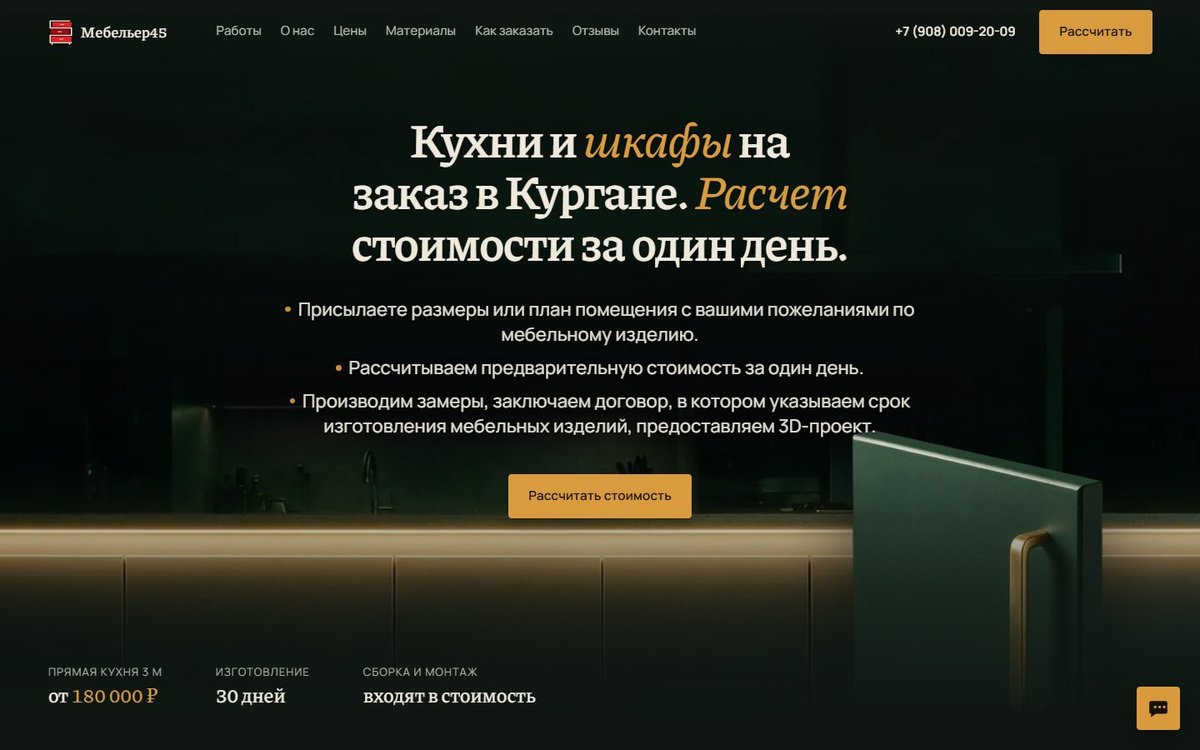 Мебельер45
Работы О нас Цены Материалы Как заказать Отзывы Контакты
+7 (908) 009-20-09
Рассчитать
Кухни и шкафы на
заказ в Кургане. Расчет
стоимости за один день.
• Присылаете размеры или план помещения с вашими пожеланиями по
мебельному изделию.
• Рассчитываем предварительную стоимость за один день.
• Производим замеры, заключаем договор, в котором указываем срок
изготовления мебельных изделий, предоставляем 3D-проект.
Рассчитать стоимость
ПРЯМАЯ КУХНЯ 3 М
от 180 000 ₽
ИЗГОТОВЛЕНИЕ
30 дней
СБОРКА И МОНТАЖ
входят в стоимость